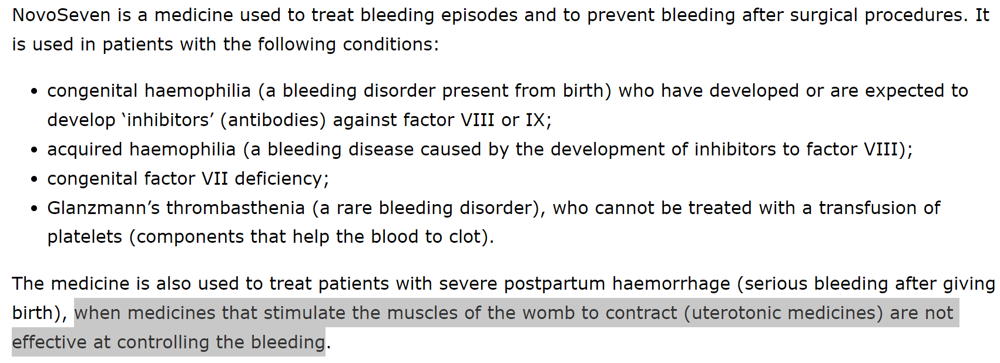 NovoSeven is a medicine used to treat bleeding episodes and to prevent bleeding after surgical procedures. It
is used in patients with the following conditions:
• congenital haemophilia (a bleeding disorder present from birth) who have developed or are expected to
develop ‘inhibitors’ (antibodies) against factor VIII or IX;
• acquired haemophilia (a bleeding disease caused by the development of inhibitors to factor VIII);
• congenital factor VII deficiency;
• Glanzmann’s thrombasthenia (a rare bleeding disorder), who cannot be treated with a transfusion of
platelets (components that help the blood to clot).
The medicine is also used to treat patients with severe postpartum haemorrhage (serious bleeding after giving
birth), when medicines that stimulate the muscles of the womb to contract (uterotonic medicines) are not
effective at controlling the bleeding.